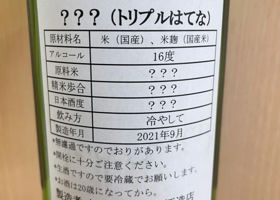 ？？？（トリプルはてな）
原材料名 米（国産）、米麹（国産米）
アルコール 16度
原料米 ？？？
精米歩合 ？？？
日本酒度 ？？？
飲み方 冷やして
製造年月 2021年9月
*無濾過ですのでおりがあります。
*開栓に十分ご注意ください。
*生酒ですので要冷蔵でお願いします。
*お酒は20歳になってから。